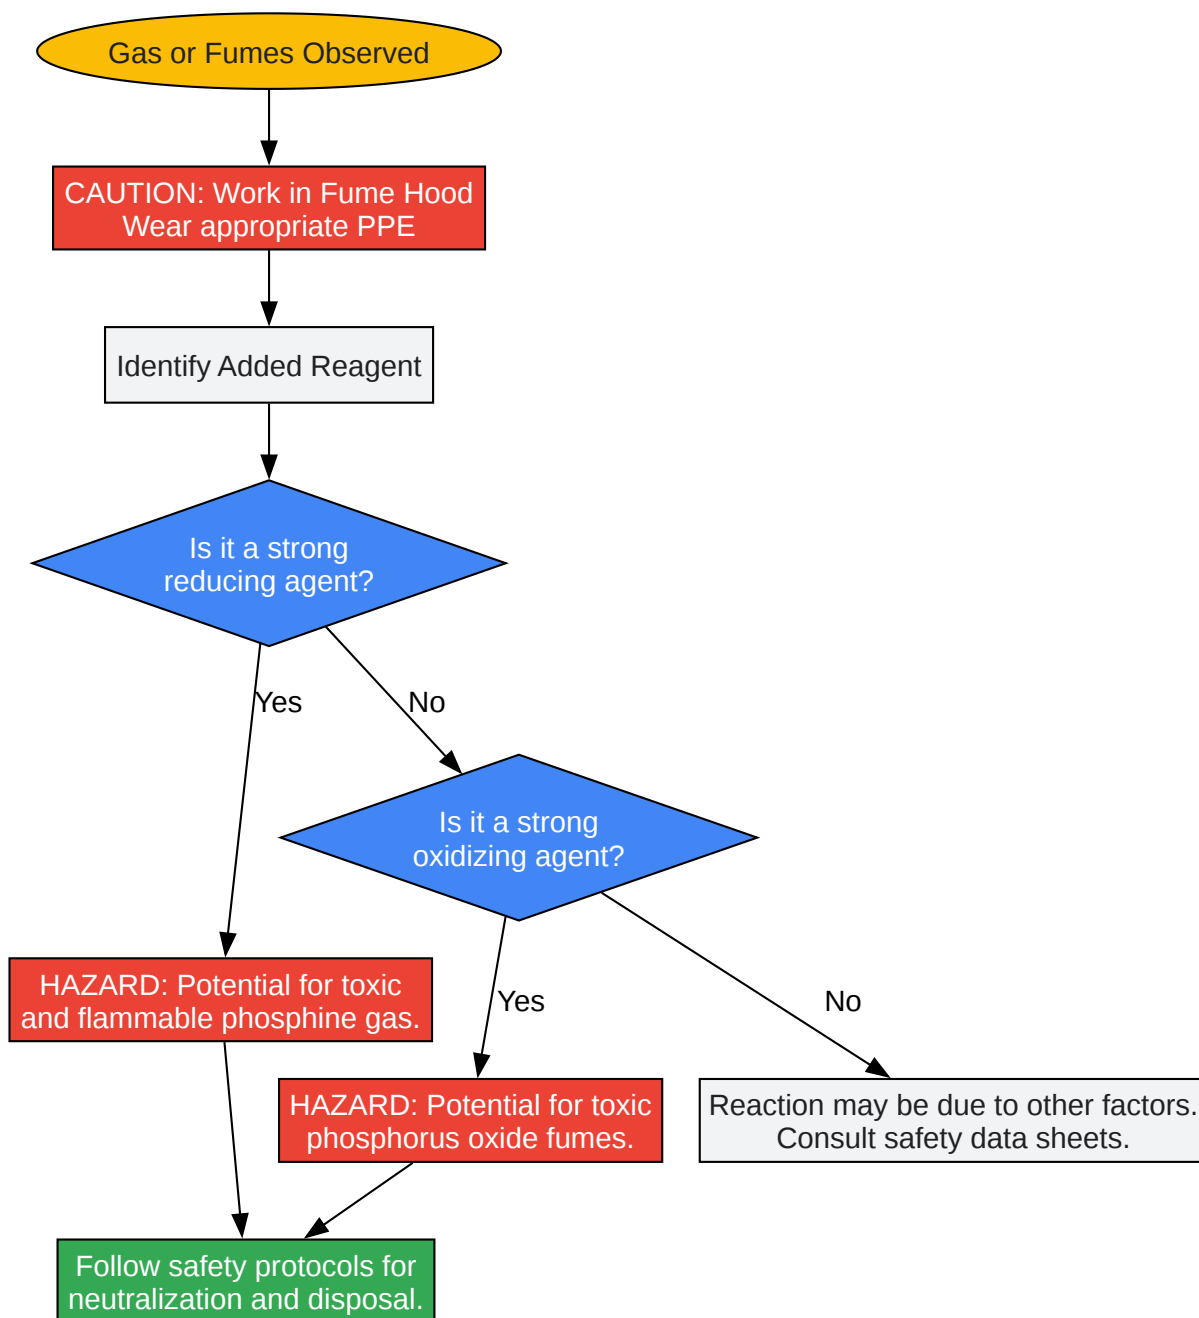 Gas or Fumes Observed
CAUTION: Work in Fume Hood
Wear appropriate PPE
Identify Added Reagent
Is it a strong
reducing agent?
Yes
No
Is it a strong
oxidizing agent?
HAZARD: Potential for toxic
and flammable phosphine gas.
Yes
No
HAZARD: Potential for toxic
phosphorus oxide fumes.
Reaction may be due to other factors.
Consult safety data sheets.
Follow safety protocols for
neutralization and disposal.